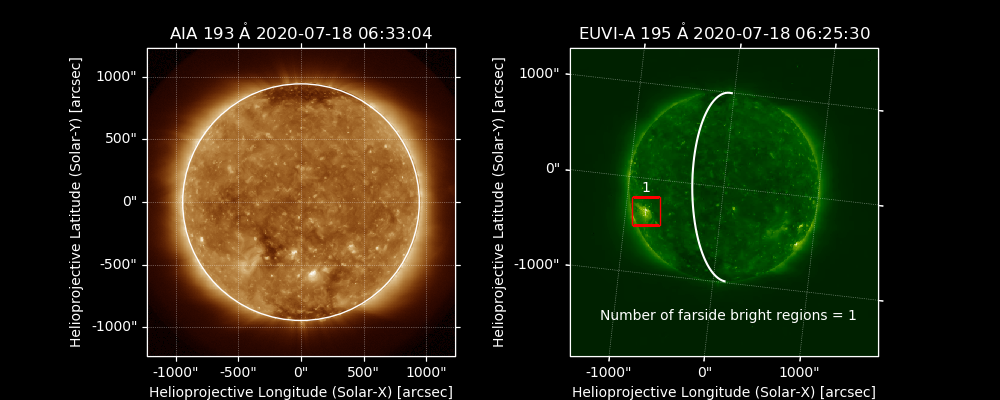 AIA 193 Å 2020-07-18 06:33:04
1000"
500"
0"
-500"
-1000"
-1000"
-500"
0"
500"
1000"
Helioprojective Longitude (Solar-X) [arcsec]
Helioprojective Latitude (Solar-Y) [arcsec]
EUVI-A 195 Å 2020-07-18 06:25:30
1000"
0"
-1000"
1
Number of farside bright regions = 1
-1000"
0"
1000"
Helioprojective Longitude (Solar-X) [arcsec]
Helioprojective Latitude (Solar-Y) [arcsec]